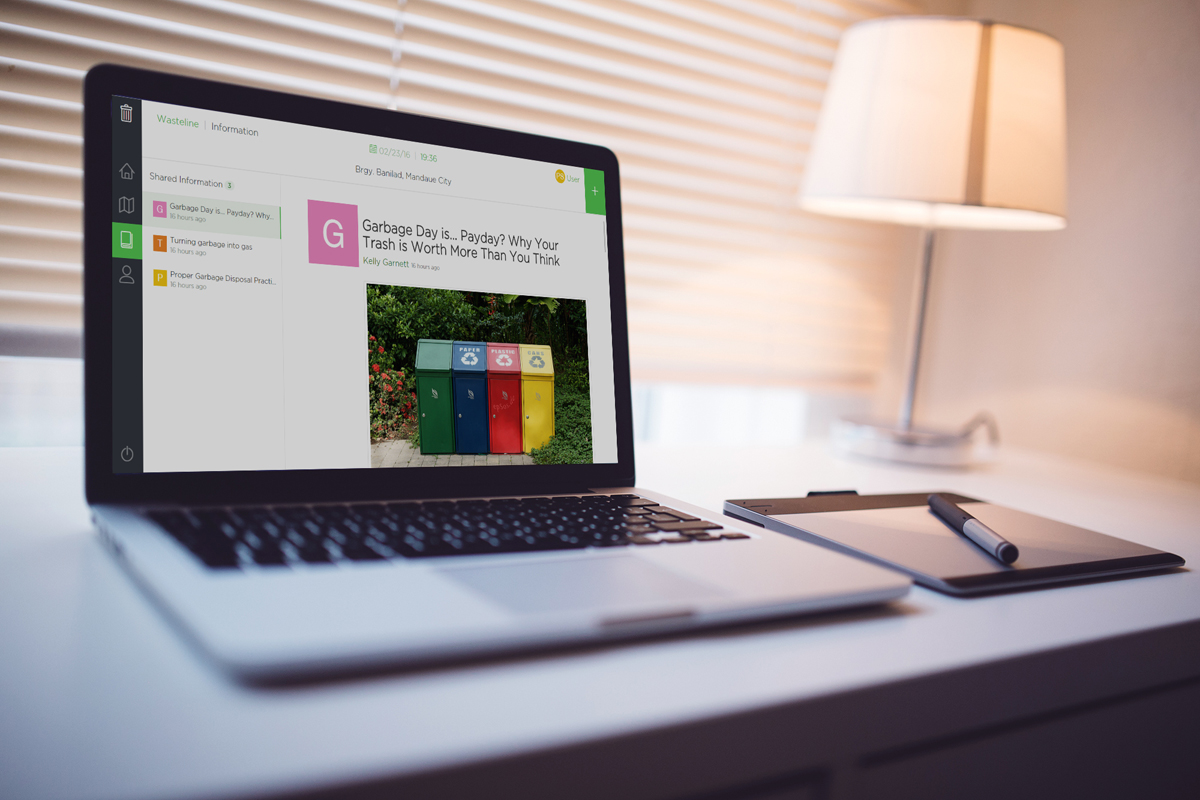 Wasteline | Information
02/23/16 | 19:36
Brgy. Banilad, Mandaue City
User
+
Shared Information 3
G
Garbage Day is... Payday? Why..
16 hours ago
T
Turning garbage into gas
16 hours ago
P
Proper Garbage Disposal Practi..
16 hours ago
G
Garbage Day is... Payday? Why Your
Trash is Worth More Than You Think
Kelly Garnett 16 hours ago
PAPER
PLASTIC
CANS